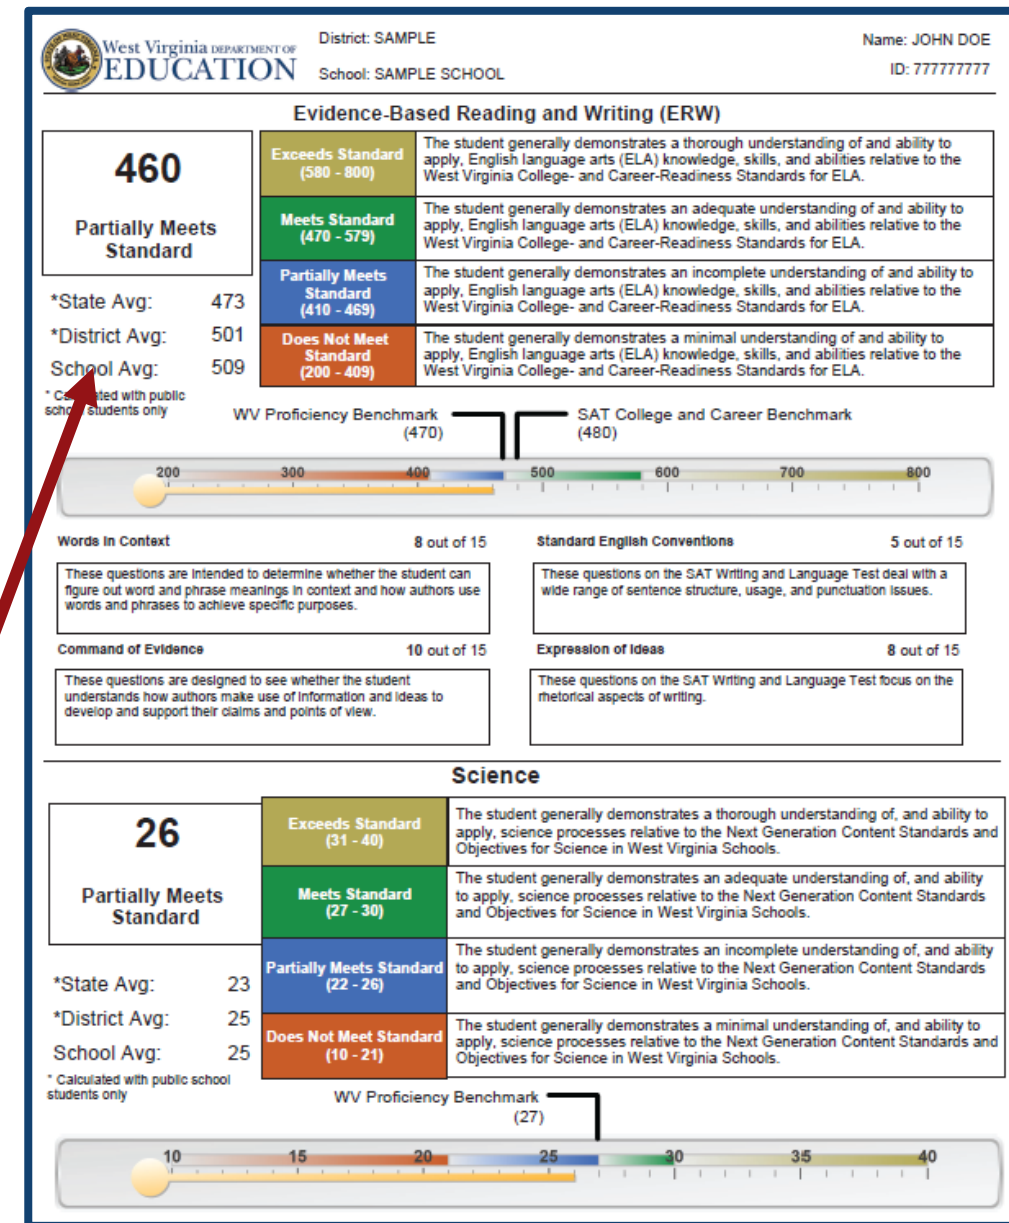 West Virginia DEPARTMENT OF
EDUCATION
District: SAMPLE
School: SAMPLE SCHOOL
Name: JOHN DOE
ID: 777777777
Evidence-Based Reading and Writing (ERW)
460
Partially Meets
Standard
*State Avg: 473
*District Avg: 501
School Avg: 509
* Calculated with public
school students only
Exceeds Standard
(580 - 800)
The student generally demonstrates a thorough understanding of and ability to
apply, English language arts (ELA) knowledge, skills, and abilities relative to the
West Virginia College- and Career-Readiness Standards for ELA.
Meets Standard
(470 - 579)
The student generally demonstrates an adequate understanding of and ability to
apply, English language arts (ELA) knowledge, skills, and abilities relative to the
West Virginia College- and Career-Readiness Standards for ELA.
Partially Meets
Standard
(410 - 469)
The student generally demonstrates an incomplete understanding of and ability to
apply, English language arts (ELA) knowledge, skills, and abilities relative to the
West Virginia College- and Career-Readiness Standards for ELA.
Does Not Meet
Standard
(200 - 409)
The student generally demonstrates a minimal understanding of and ability to
apply, English language arts (ELA) knowledge, skills, and abilities relative to the
West Virginia College- and Career-Readiness Standards for ELA.
WV Proficiency Benchmark
(470)
SAT College and Career Benchmark
(480)
200 300 400 500 600 700 800
Words In Context 8 out of 15
These questions are intended to determine whether the student can
figure out word and phrase meanings in context and how authors use
words and phrases to achieve specific purposes.
Standard English Conventions 5 out of 15
These questions on the SAT Writing and Language Test deal with a
wide range of sentence structure, usage, and punctuation issues.
Command of Evidence 10 out of 15
These questions are designed to see whether the student
understands how authors make use of information and ideas to
develop and support their claims and points of view.
Expression of Ideas 8 out of 15
These questions on the SAT Writing and Language Test focus on the
rhetorical aspects of writing.
Science
26
Partially Meets
Standard
*State Avg: 23
*District Avg: 25
School Avg: 25
* Calculated with public school
students only
Exceeds Standard
(31 - 40)
The student generally demonstrates a thorough understanding of, and ability to
apply, science processes relative to the Next Generation Content Standards and
Objectives for Science in West Virginia Schools.
Meets Standard
(27 - 30)
The student generally demonstrates an adequate understanding of, and ability
to apply, science processes relative to the Next Generation Content Standards
and Objectives for Science in West Virginia Schools.
Partially Meets Standard
(22 - 26)
The student generally demonstrates an incomplete understanding of, and ability
to apply, science processes relative to the Next Generation Content Standards
and Objectives for Science in West Virginia Schools.
Does Not Meet Standard
(10 - 21)
The student generally demonstrates a minimal understanding of, and ability to
apply, science processes relative to the Next Generation Content Standards and
Objectives for Science in West Virginia Schools.
WV Proficiency Benchmark
(27)
10 15 20 25 30 35 40